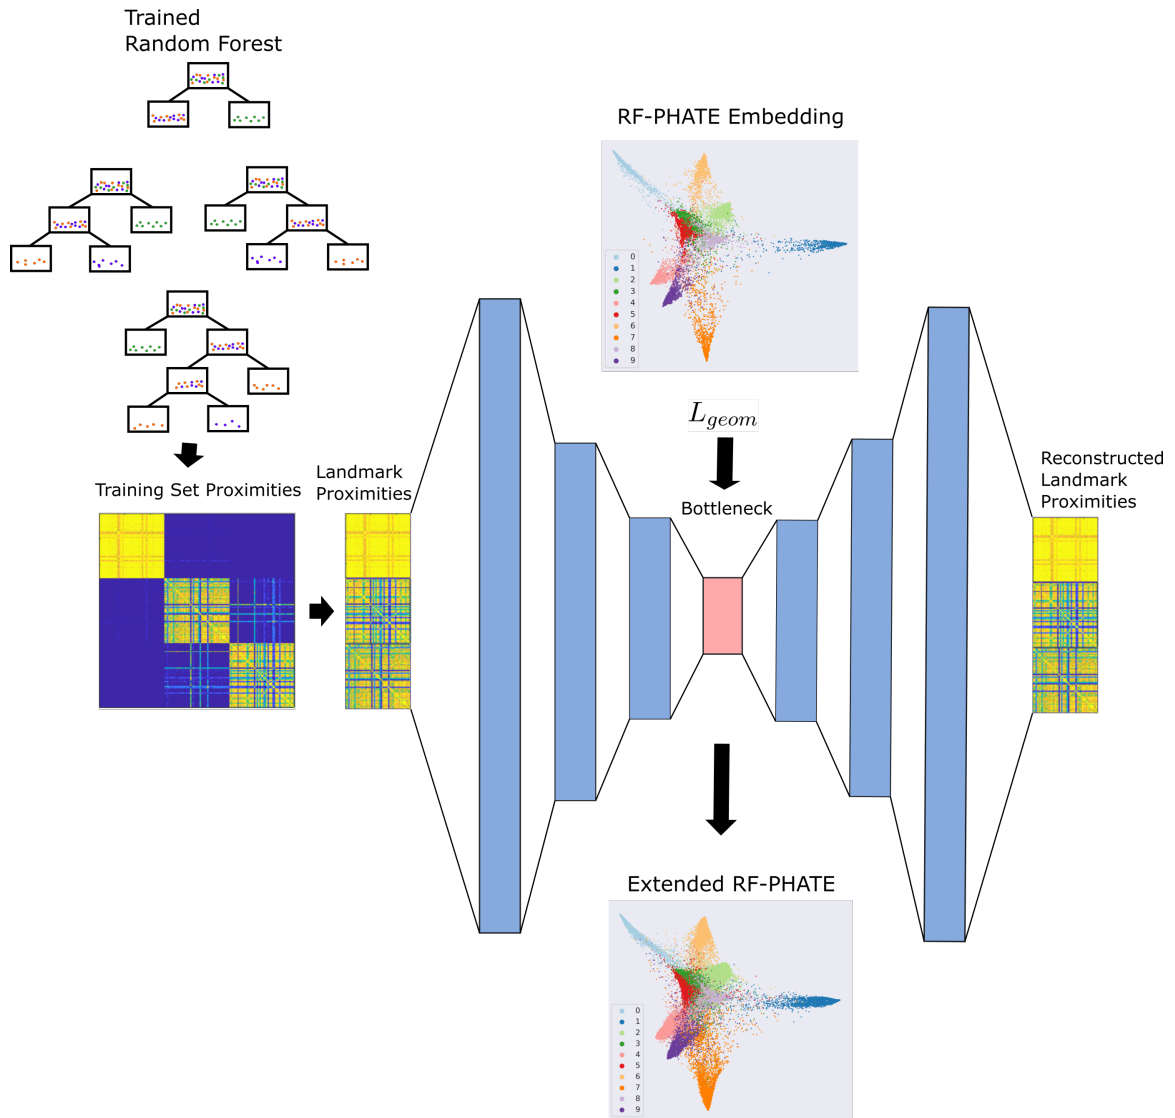 Trained
Random Forest
RF-PHATE Embedding
0
1
2
3
4
5
6
7
8
9
L_{geom}
Training Set Proximities
Landmark
Proximities
Bottleneck
Reconstructed
Landmark
Proximities
Extended RF-PHATE
0
1
2
3
4
5
6
7
8
9